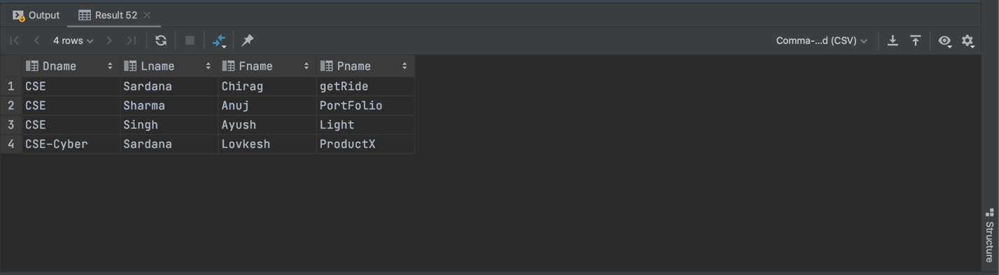 Output Result 52
4 rows Comma-...d (CSV)
Dname Lname Fname Pname
1 CSE Sardana Chirag getRide
2 CSE Sharma Anuj PortFolio
3 CSE Singh Ayush Light
4 CSE-Cyber Sardana Lovkesh ProductX
Structure